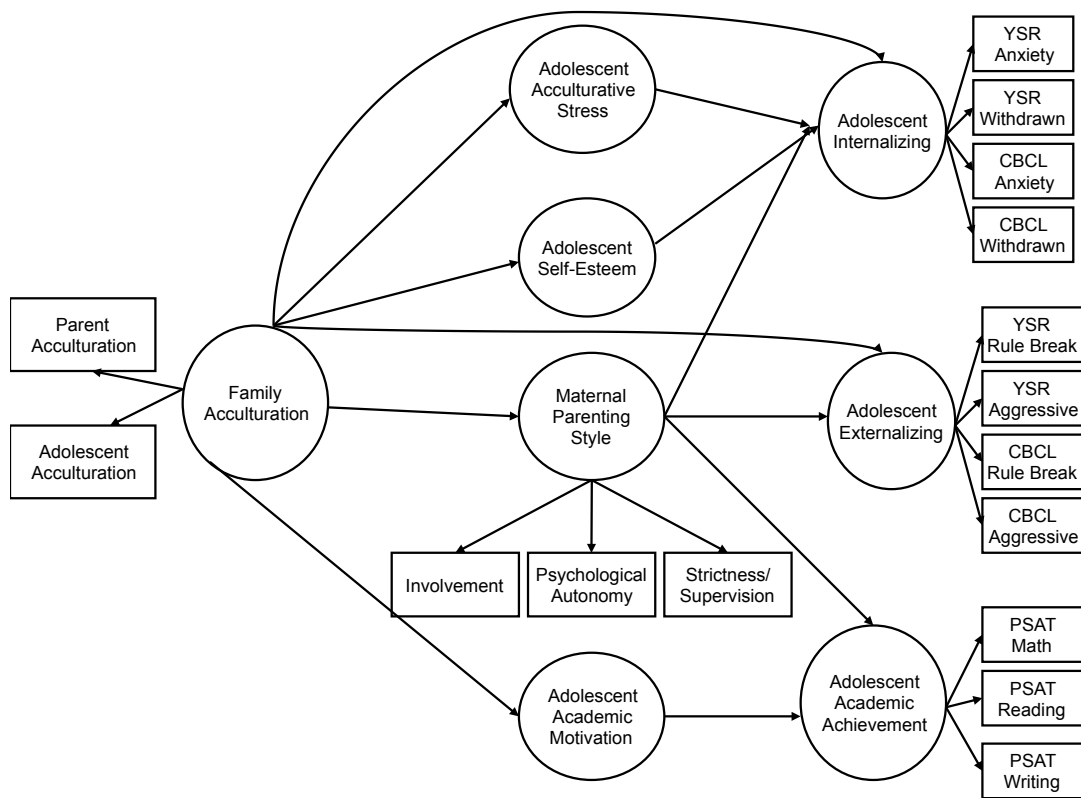 YSR
Anxiety
YSR
Withdrawn
CBCL
Anxiety
CBCL
Withdrawn
Adolescent
Acculturative
Stress
Adolescent
Internalizing
Adolescent
Self-Esteem
Parent
Acculturation
Adolescent
Acculturation
Family
Acculturation
Maternal
Parenting
Style
Adolescent
Externalizing
YSR
Rule Break
YSR
Aggressive
CBCL
Rule Break
CBCL
Aggressive
Involvement
Psychological
Autonomy
Strictness/
Supervision
Adolescent
Academic
Motivation
Adolescent
Academic
Achievement
PSAT
Math
PSAT
Reading
PSAT
Writing